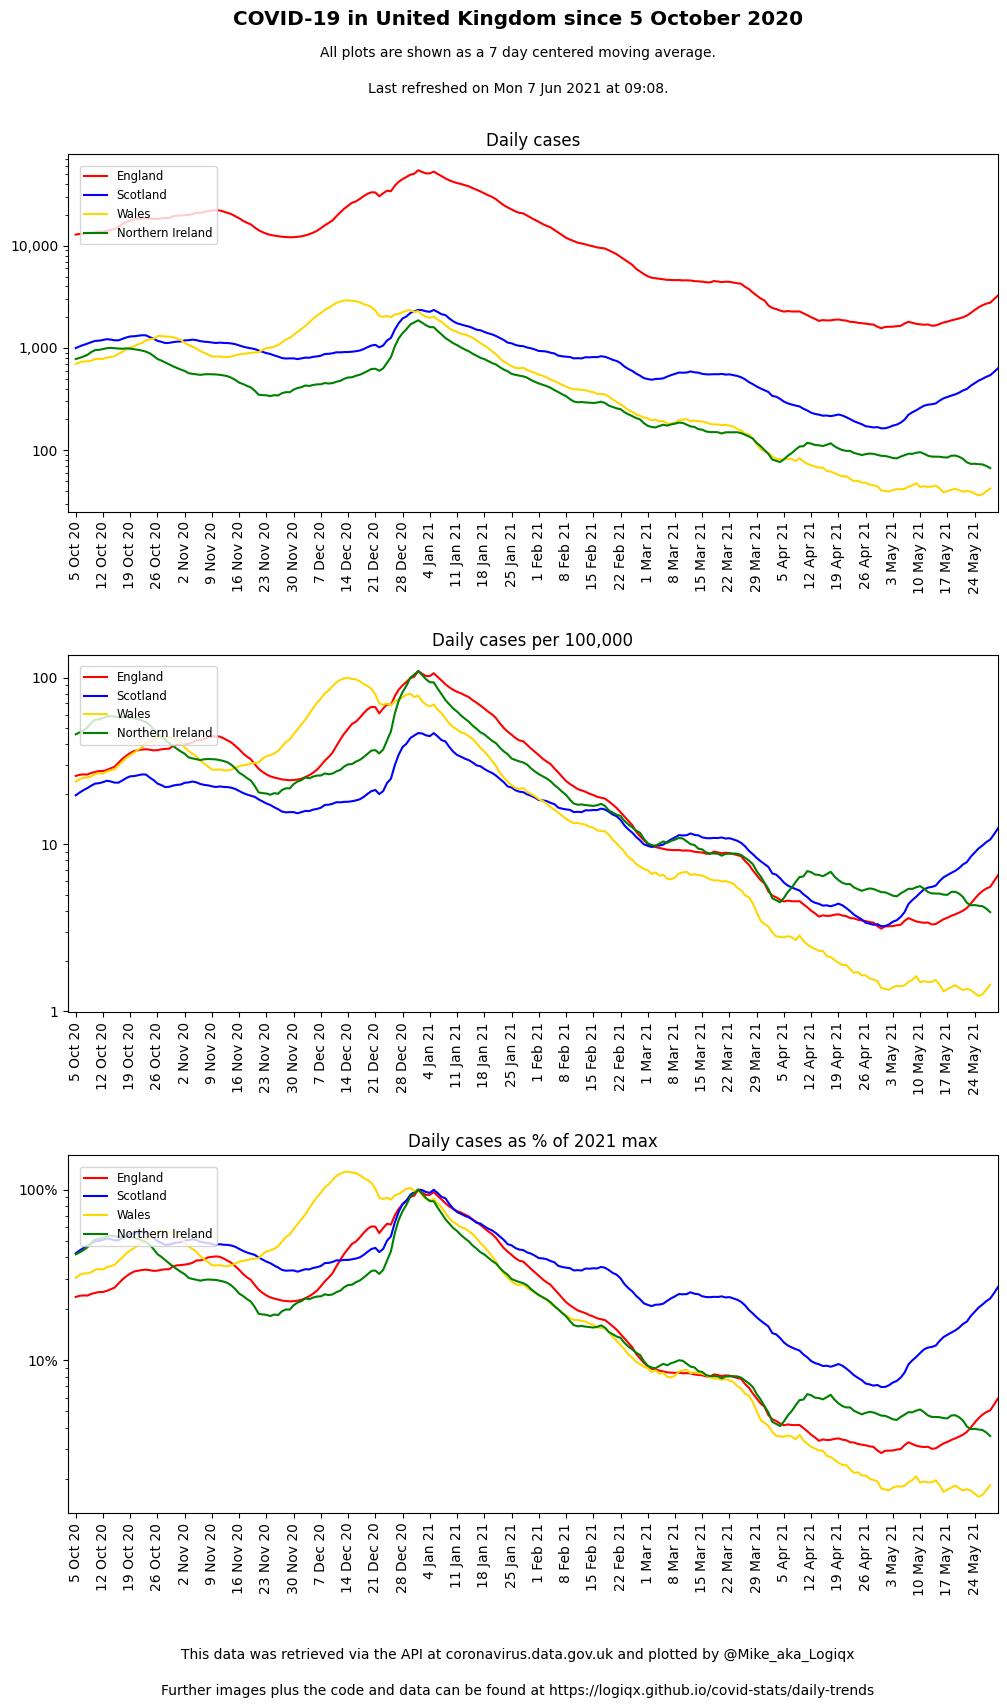 COVID-19 in United Kingdom since 5 October 2020
All plots are shown as a 7 day centered moving average.
Last refreshed on Mon 7 Jun 2021 at 09:08.
Daily cases
England
Scotland
Wales
Northern Ireland
10,000
1,000
100
5 Oct 20
12 Oct 20
19 Oct 20
26 Oct 20
2 Nov 20
9 Nov 20
16 Nov 20
23 Nov 20
30 Nov 20
7 Dec 20
14 Dec 20
21 Dec 20
28 Dec 20
4 Jan 21
11 Jan 21
18 Jan 21
25 Jan 21
1 Feb 21
8 Feb 21
15 Feb 21
22 Feb 21
1 Mar 21
8 Mar 21
15 Mar 21
22 Mar 21
29 Mar 21
5 Apr 21
12 Apr 21
19 Apr 21
26 Apr 21
3 May 21
10 May 21
17 May 21
24 May 21
Daily cases per 100,000
England
Scotland
Wales
Northern Ireland
100
10
1
5 Oct 20
12 Oct 20
19 Oct 20
26 Oct 20
2 Nov 20
9 Nov 20
16 Nov 20
23 Nov 20
30 Nov 20
7 Dec 20
14 Dec 20
21 Dec 20
28 Dec 20
4 Jan 21
11 Jan 21
18 Jan 21
25 Jan 21
1 Feb 21
8 Feb 21
15 Feb 21
22 Feb 21
1 Mar 21
8 Mar 21
15 Mar 21
22 Mar 21
29 Mar 21
5 Apr 21
12 Apr 21
19 Apr 21
26 Apr 21
3 May 21
10 May 21
17 May 21
24 May 21
Daily cases as % of 2021 max
England
Scotland
Wales
Northern Ireland
100%
10%
5 Oct 20
12 Oct 20
19 Oct 20
26 Oct 20
2 Nov 20
9 Nov 20
16 Nov 20
23 Nov 20
30 Nov 20
7 Dec 20
14 Dec 20
21 Dec 20
28 Dec 20
4 Jan 21
11 Jan 21
18 Jan 21
25 Jan 21
1 Feb 21
8 Feb 21
15 Feb 21
22 Feb 21
1 Mar 21
8 Mar 21
15 Mar 21
22 Mar 21
29 Mar 21
5 Apr 21
12 Apr 21
19 Apr 21
26 Apr 21
3 May 21
10 May 21
17 May 21
24 May 21
This data was retrieved via the API at coronavirus.data.gov.uk and plotted by @Mike_aka_Logiqx
Further images plus the code and data can be found at https://logiqx.github.io/covid-stats/daily-trends